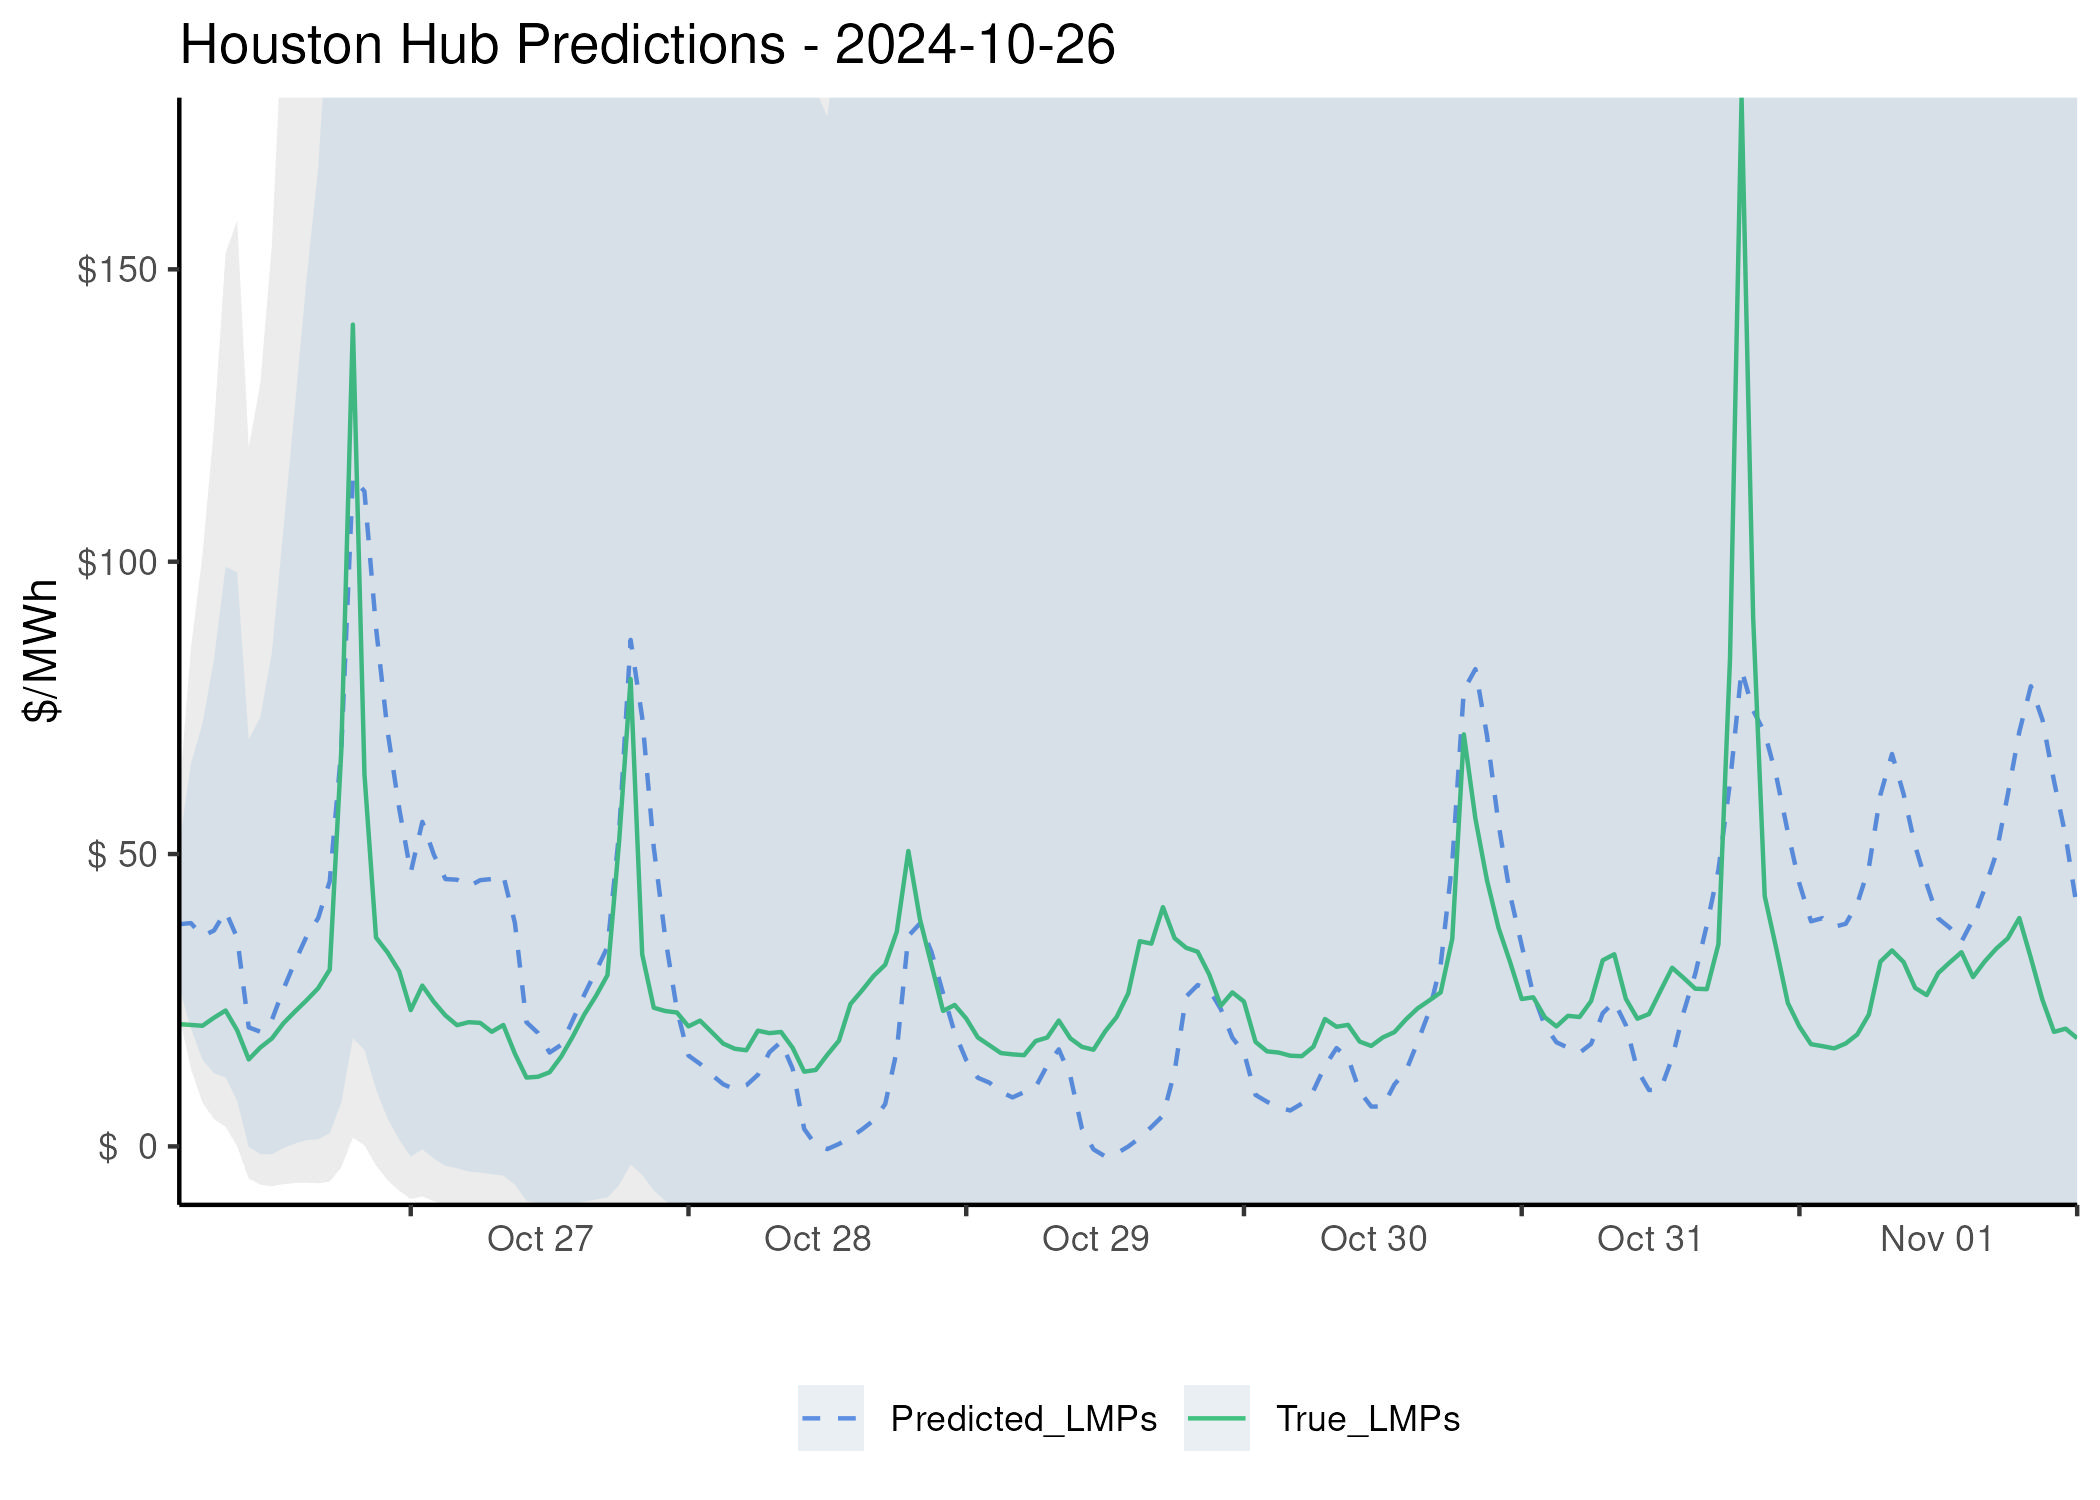 Houston Hub Predictions - 2024-10-26
$/MWh
$150
$100
$ 50
$ 0
Oct 27 Oct 28 Oct 29 Oct 30 Oct 31 Nov 01
Predicted_LMPs True_LMPs